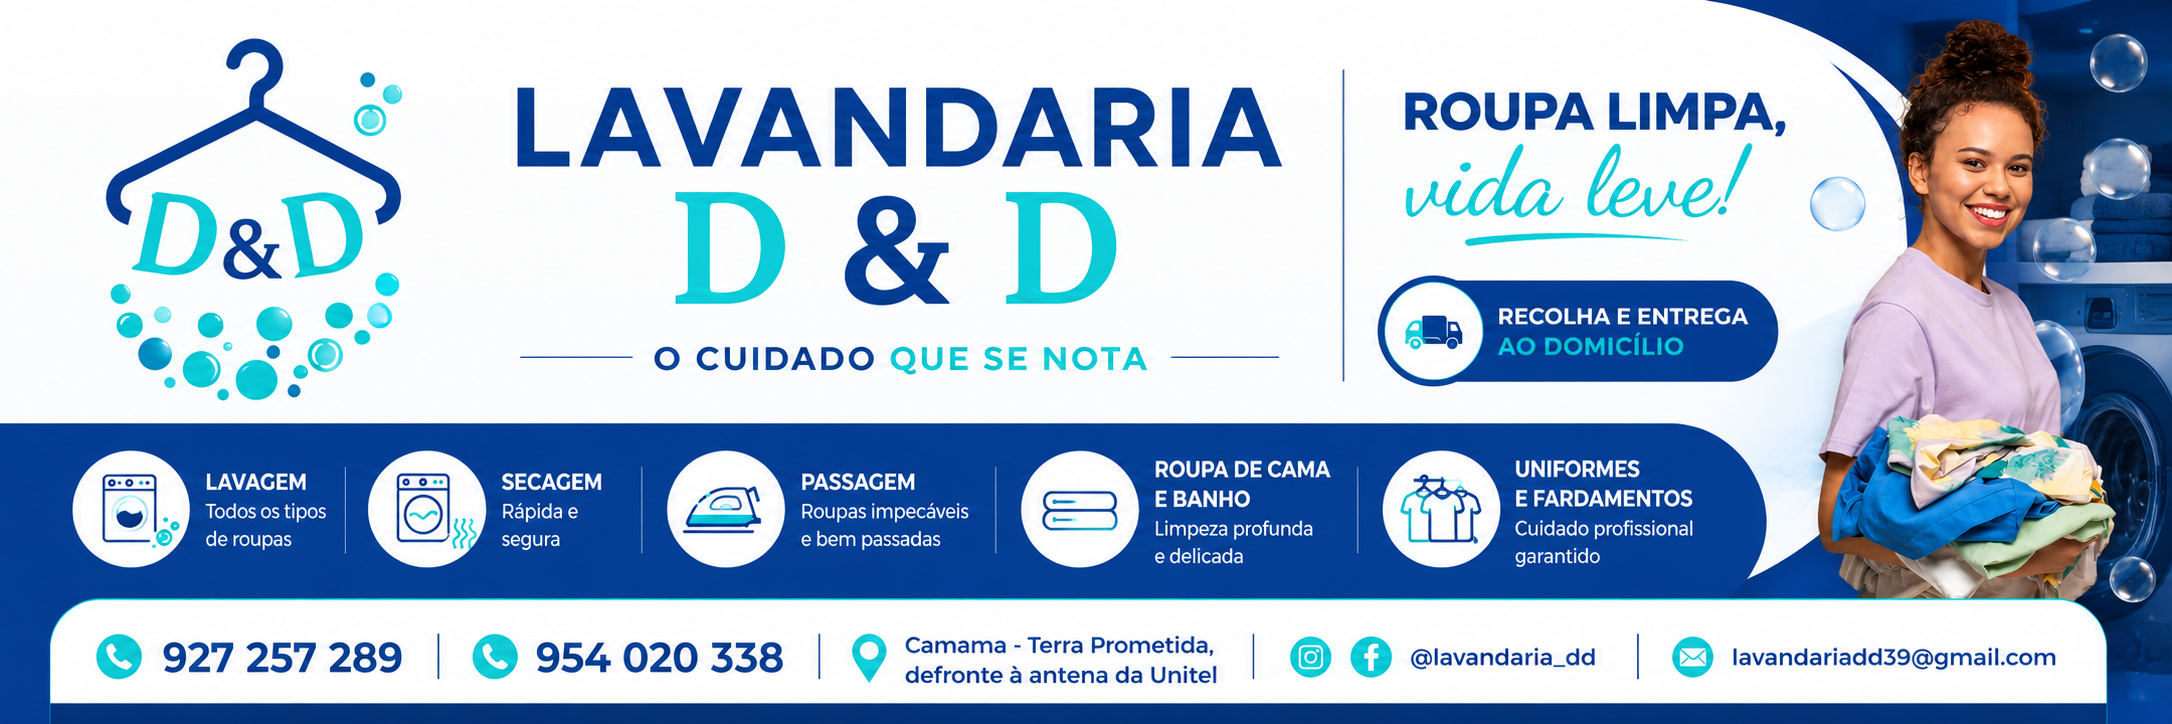 D&D
LAVANDARIA
D & D
O CUIDADO QUE SE NOTA
ROUPA LIMPA,
vida leve!
RECOLHA E ENTREGA
AO DOMICÍLIO
LAVAGEM
Todos os tipos
de roupas
SECAGEM
Rápida e
segura
PASSAGEM
Roupas impecáveis
e bem passadas
ROUPA DE CAMA
E BANHO
Limpeza profunda
e delicada
UNIFORMES
E FARDAMENTOS
Cuidado profissional
garantido
927 257 289
954 020 338
Camama - Terra Prometida,
defronte à antena da Unitel
@lavandaria_dd
lavandariadd39@gmail.com